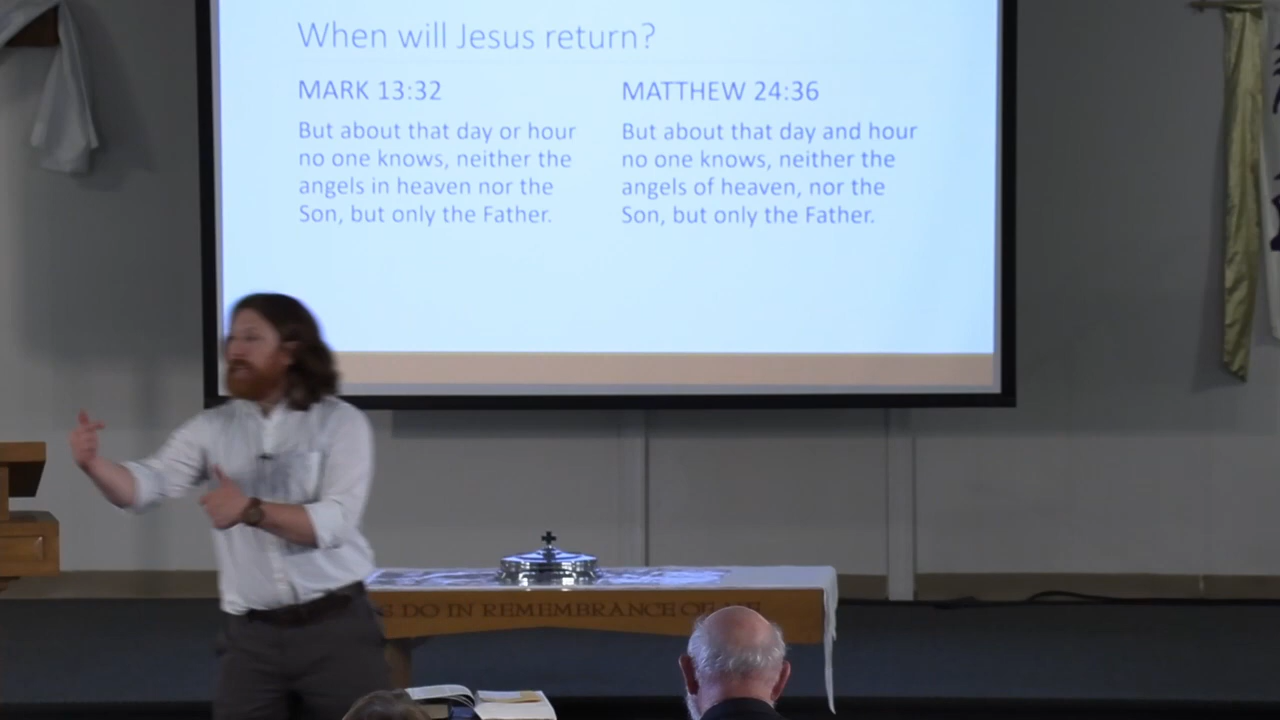 When will Jesus return?
MARK 13:32
But about that day or hour
no one knows, neither the
angels in heaven nor the
Son, but only the Father.
MATTHEW 24:36
But about that day and hour
no one knows, neither the
angels of heaven, nor the
Son, but only the Father.
DO IN REMEMBRANCE OF ME